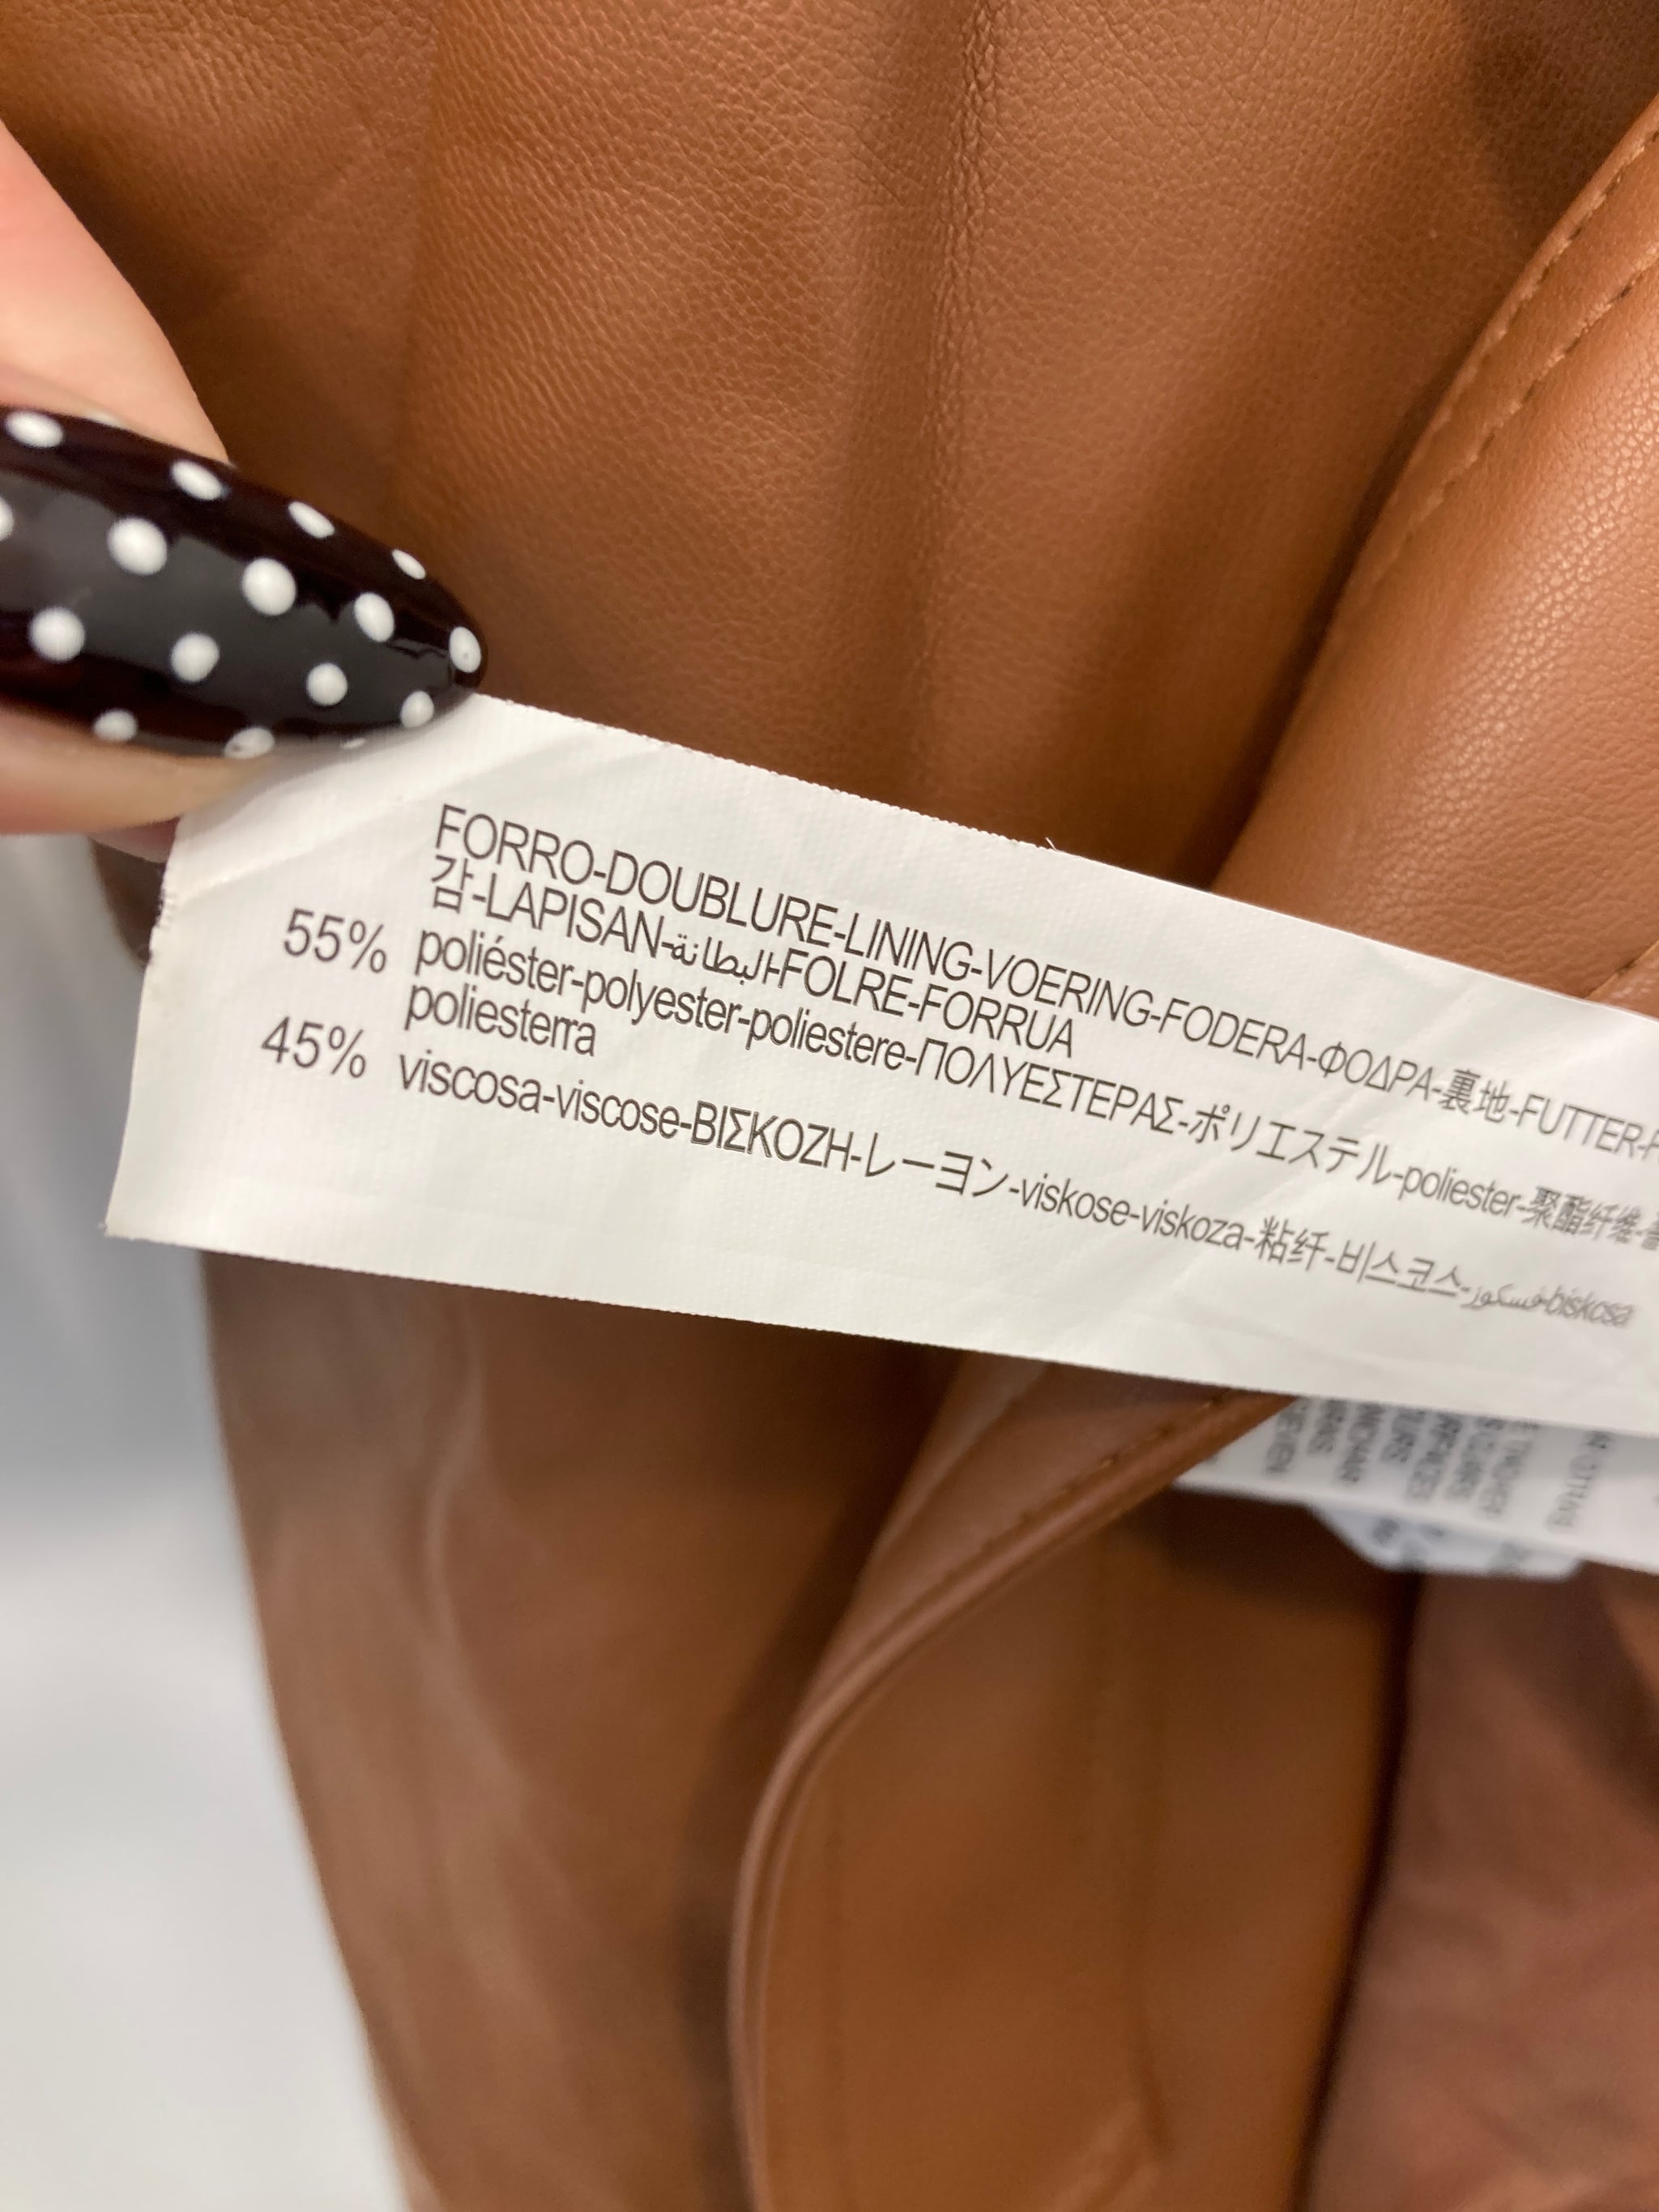 FORRO-DOUBLURE-LINING-VOERING-FODERA-ΦΟΔΡΑ-裏地-FUTTER-
감-LAPISAN-البطانة-FOLRE-FORRUA
55% poliéster-polyester-poliestere-ΠΟΛΥΕΣΤΕΡΑΣ-ポリエステル-poliester-聚酯纤维-
poliesterra
45% viscosa-viscose-ΒΙΣΚΟΖΗ-レーヨン-viskose-viskoza-粘纤-비스코스-فسكوز-biskosa